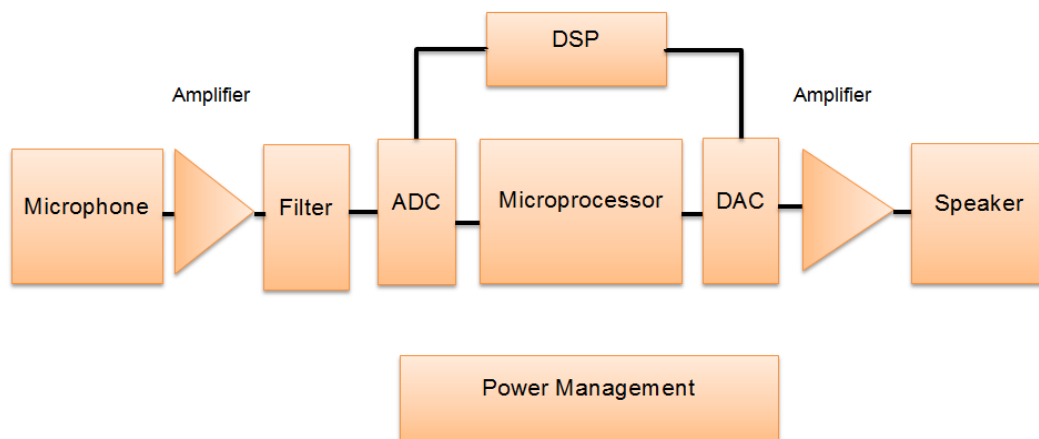 DSP
Amplifier
Amplifier
Microphone
Filter
ADC
Microprocessor
DAC
Speaker
Power Management